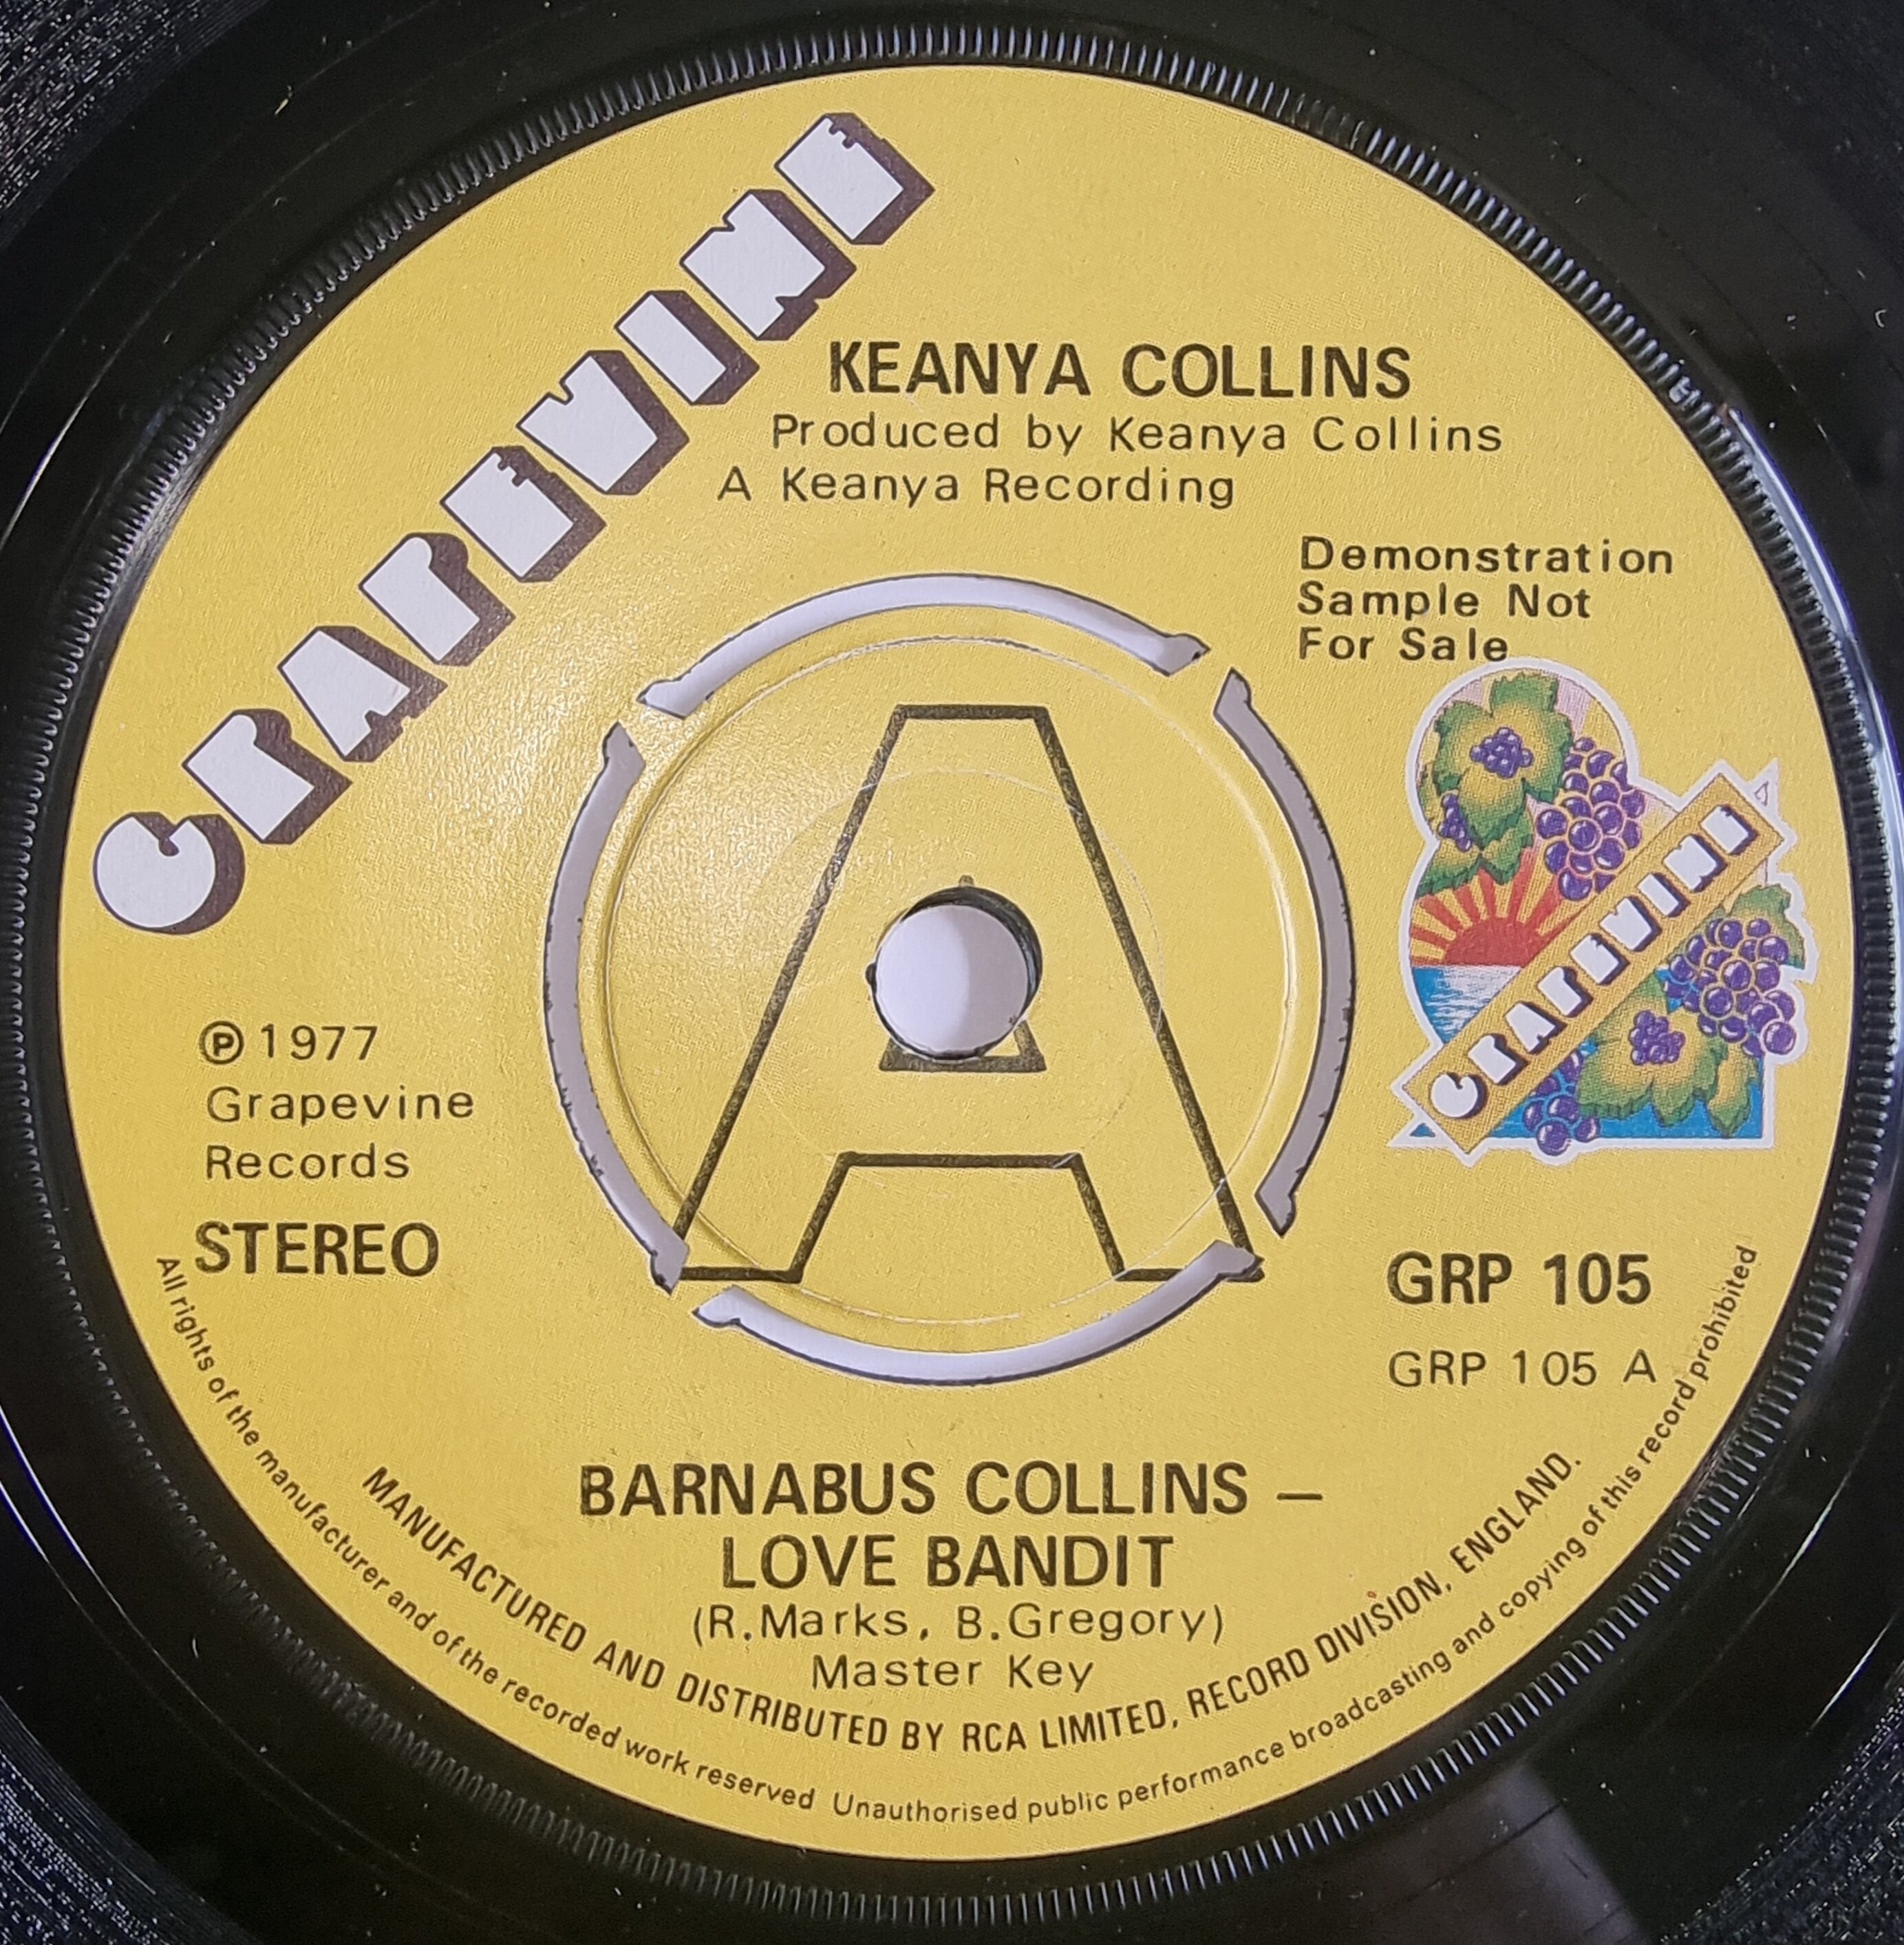 GRAPEVINE
KEANYA COLLINS
Produced by Keanya Collins
A Keanya Recording
Demonstration
Sample Not
For Sale
A
GRAPEVINE
℗ 1977
Grapevine
Records
STEREO
GRP 105
GRP 105 A
BARNABUS COLLINS —
LOVE BANDIT
(R.Marks, B.Gregory)
Master Key
MANUFACTURED AND DISTRIBUTED BY RCA LIMITED, RECORD DIVISION, ENGLAND.
All rights of the manufacturer and of the recorded work reserved Unauthorised public performance broadcasting and copying of this record prohibited